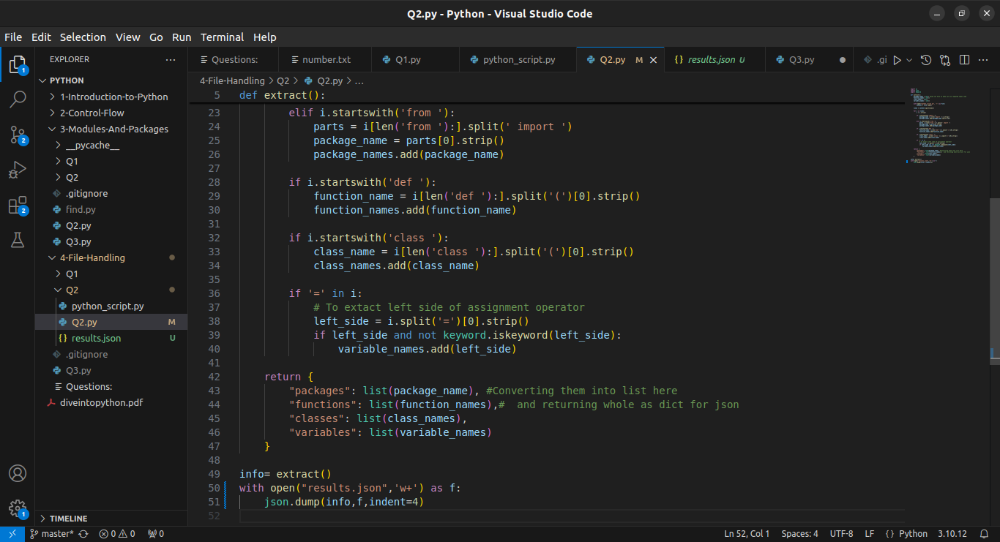 Q2.py - Python - Visual Studio Code
File Edit Selection View Go Run Terminal Help
EXPLORER
Questions: number.txt Q1.py python_script.py Q2.py M results.json U Q3.py .gi
PYTHON
1-Introduction-to-Python
2-Control-Flow
3-Modules-And-Packages
__pycache__
Q1
Q2
.gitignore
find.py
Q2.py
Q3.py
4-File-Handling
Q1
Q2
python_script.py
Q2.py M
results.json U
.gitignore
Q3.py
Questions:
diveintopython.pdf
TIMELINE
1
2
2
1
4-File-Handling > Q2 > Q2.py > ...
5 def extract():
23 elif i.startswith('from '):
24 parts = i[len('from '):].split(' import ')
25 package_name = parts[0].strip()
26 package_names.add(package_name)
27
28 if i.startswith('def '):
29 function_name = i[len('def '):].split('(')[0].strip()
30 function_names.add(function_name)
31
32 if i.startswith('class '):
33 class_name = i[len('class '):].split('(')[0].strip()
34 class_names.add(class_name)
35
36 if '=' in i:
37 # To extact left side of assignment operator
38 left_side = i.split('=')[0].strip()
39 if left_side and not keyword.iskeyword(left_side):
40 variable_names.add(left_side)
41
42 return {
43 "packages": list(package_name), #Converting them into list here
44 "functions": list(function_names),#  and returning whole as dict for json
45 "classes": list(class_names),
46 "variables": list(variable_names)
47 }
48
49 info= extract()
50 with open("results.json",'w+') as f:
51 json.dump(info,f,indent=4)
52
master* 0 0 0 Ln 52, Col 1 Spaces: 4 UTF-8 LF {} Python 3.10.12